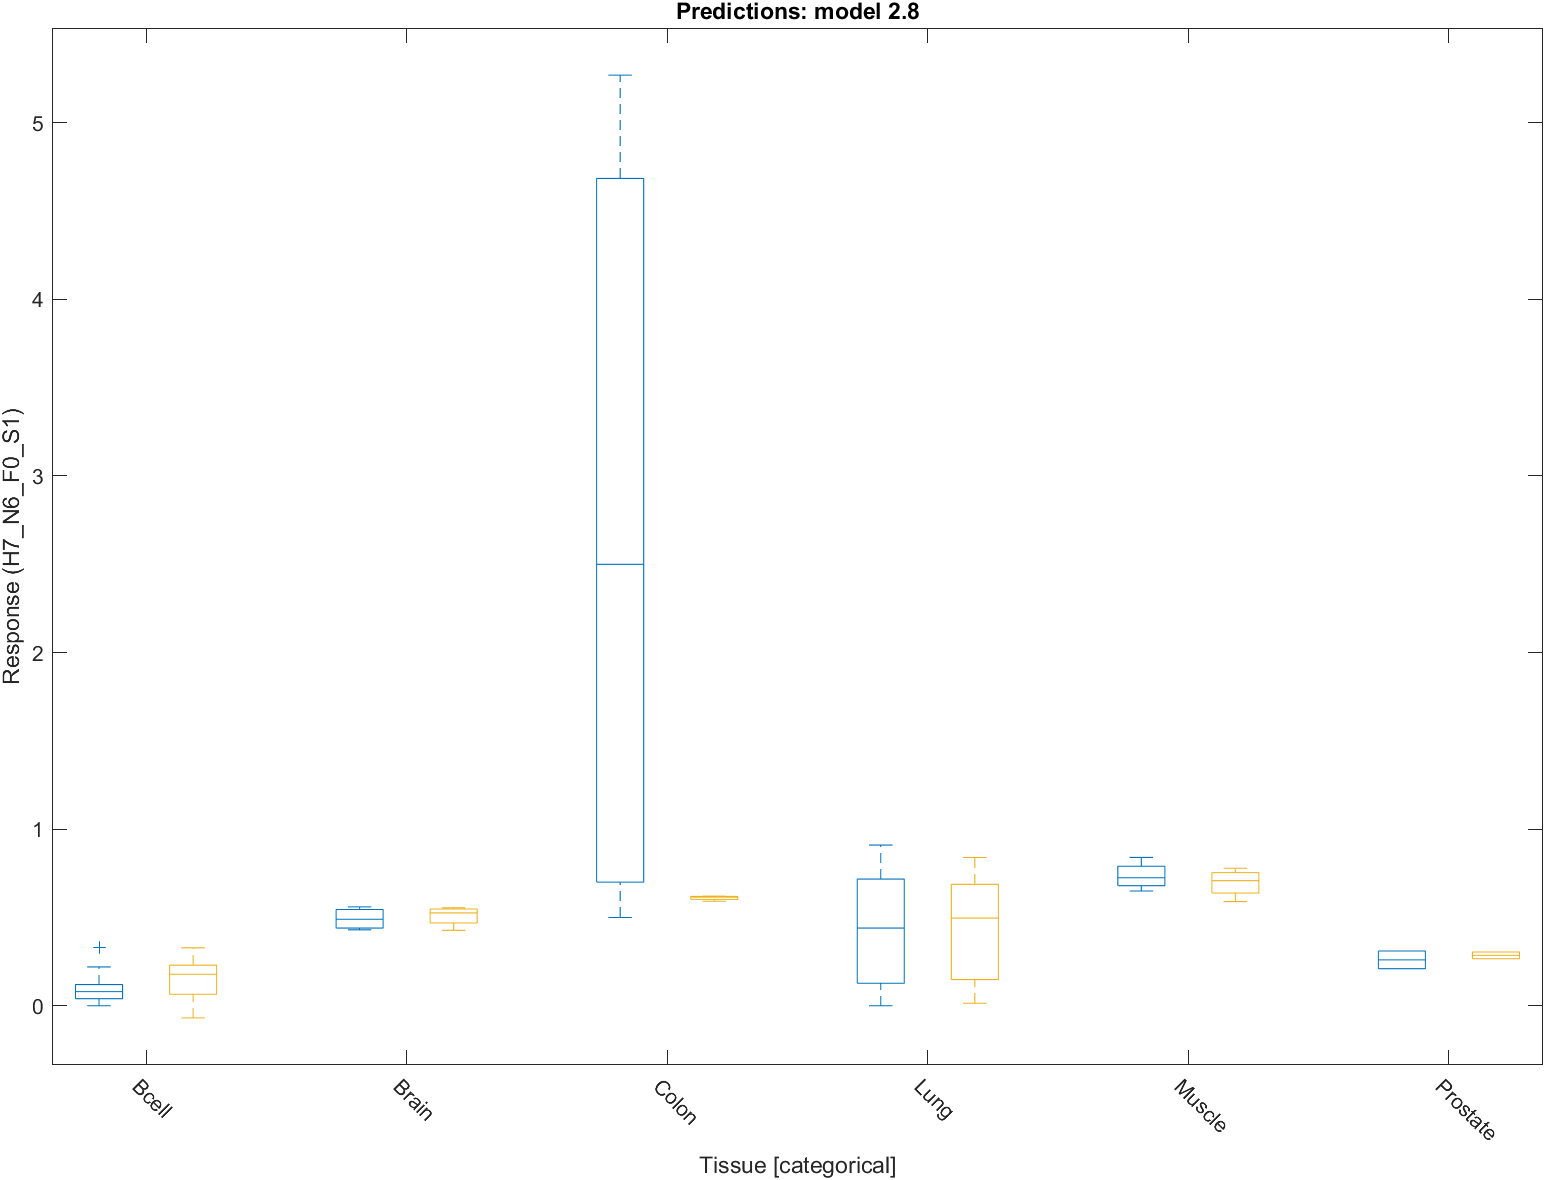 Predictions: model 2.8
5
4
3
2
1
0
Response (H7_N6_F0_S1)
Bcell
Brain
Colon
Lung
Muscle
Prostate
Tissue [categorical]